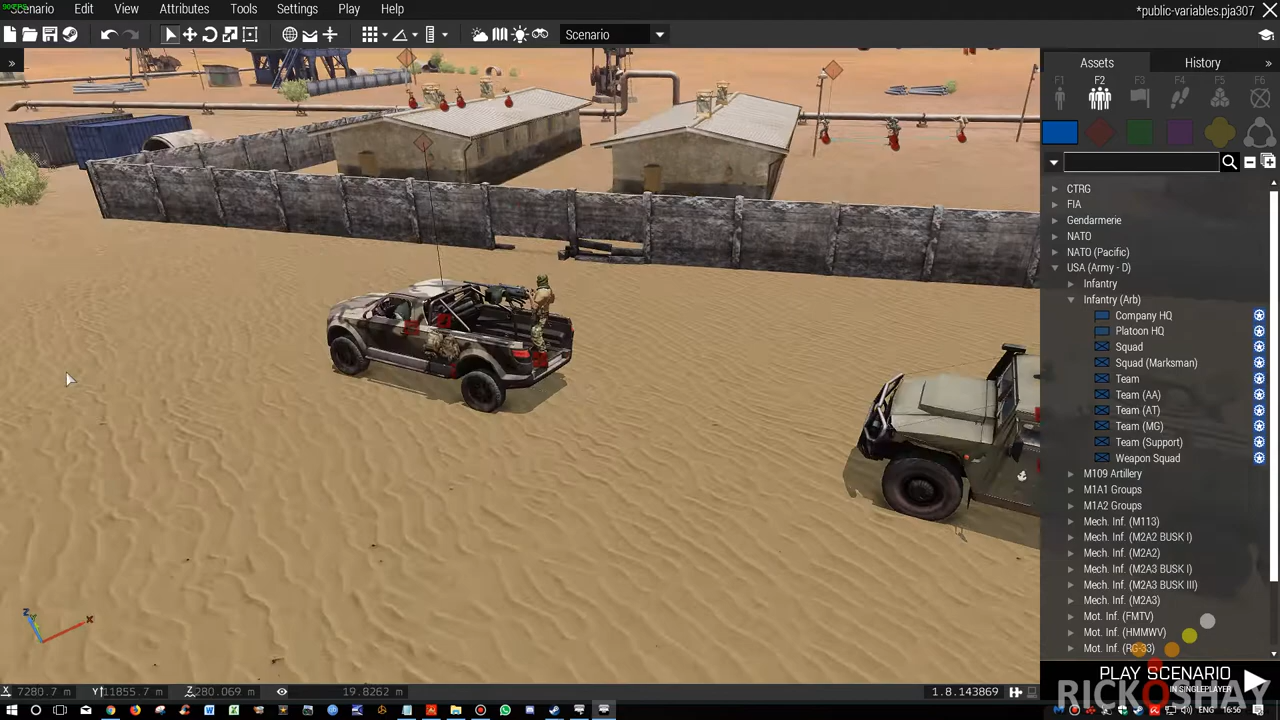 Scenario Edit View Attributes Tools Settings Play Help
*public-variables.pja307
Scenario
Assets History
F1 F2 F3 F4 F5 F6
CTRG
FIA
Gendarmerie
NATO
NATO (Pacific)
USA (Army - D)
Infantry
Infantry (Arb)
Company HQ
Platoon HQ
Squad
Squad (Marksman)
Team
Team (AA)
Team (AT)
Team (MG)
Team (Support)
Weapon Squad
M109 Artillery
M1A1 Groups
M1A2 Groups
Mech. Inf. (M113)
Mech. Inf. (M2A2 BUSK I)
Mech. Inf. (M2A2)
Mech. Inf. (M2A3 BUSK I)
Mech. Inf. (M2A3 BUSK III)
Mech. Inf. (M2A3)
Mot. Inf. (FMTV)
Mot. Inf. (HMMWV)
Mot. Inf. (RG-33)
PLAY SCENARIO
IN SINGLEPLAYER
RICKOSHAY
Z X
X 7280.7 m Y 11855.7 m Z 280.069 m 19.8262 m 1.8.143869
ENG 16:56